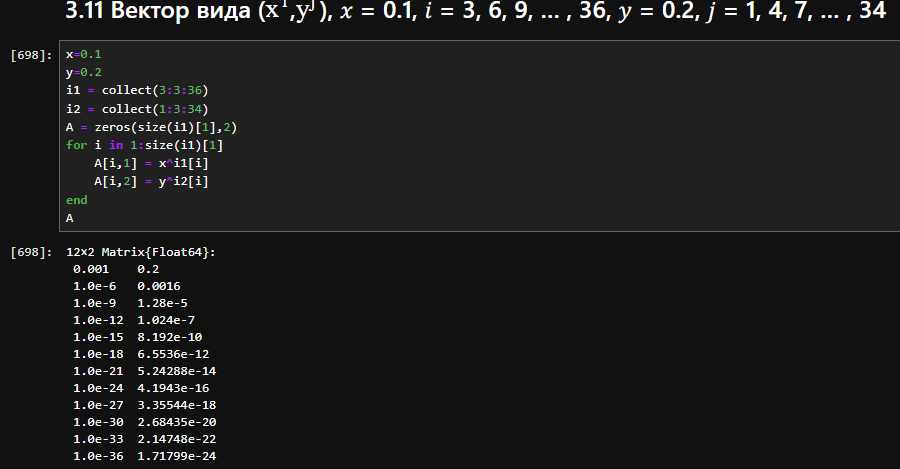 3.11 Вектор вида (xⁱ,yʲ), x = 0.1, i = 3, 6, 9, ... , 36, y = 0.2, j = 1, 4, 7, ... , 34
[698]: x=0.1
y=0.2
i1 = collect(3:3:36)
i2 = collect(1:3:34)
A = zeros(size(i1)[1],2)
for i in 1:size(i1)[1]
    A[i,1] = x^i1[i]
    A[i,2] = y^i2[i]
end
A
[698]: 12×2 Matrix{Float64}:
0.001 0.2
1.0e-6 0.0016
1.0e-9 1.28e-5
1.0e-12 1.024e-7
1.0e-15 8.192e-10
1.0e-18 6.5536e-12
1.0e-21 5.24288e-14
1.0e-24 4.1943e-16
1.0e-27 3.35544e-18
1.0e-30 2.68435e-20
1.0e-33 2.14748e-22
1.0e-36 1.71799e-24